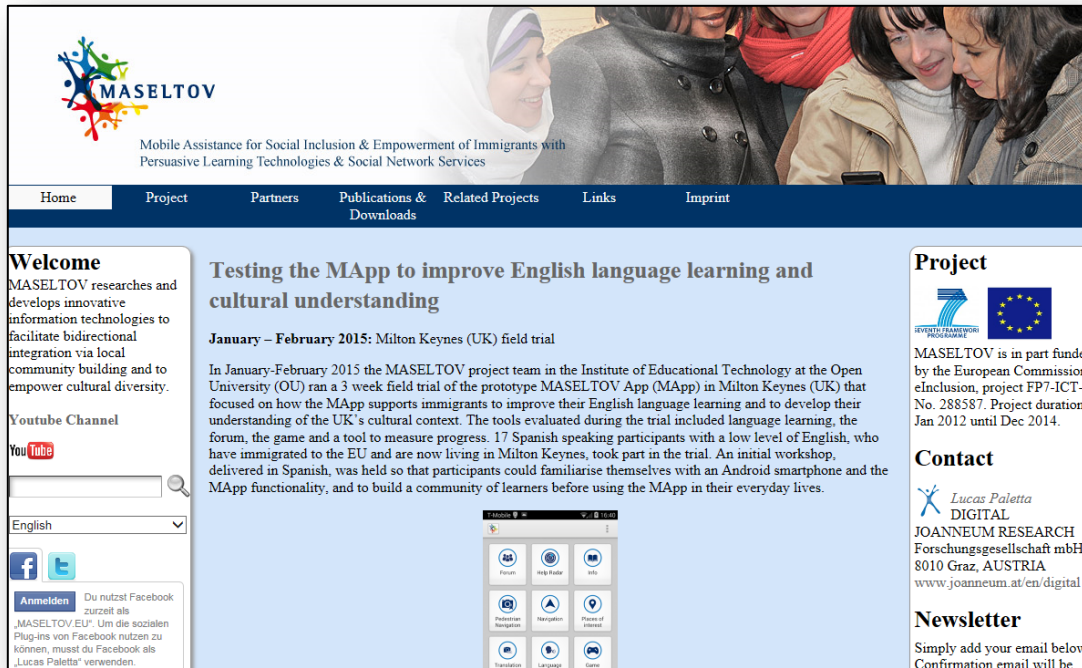 MASELTOV
Mobile Assistance for Social Inclusion & Empowerment of Immigrants with
Persuasive Learning Technologies & Social Network Services
Home
Project
Partners
Publications &
Downloads
Related Projects
Links
Imprint
Welcome
MASELTOV researches and
develops innovative
information technologies to
facilitate bidirectional
integration via local
community building and to
empower cultural diversity.
Youtube Channel
You Tube
English
Anmelden
Du nutzst Facebook
zurzeit als
„MASELTOV.EU“. Um die sozialen
Plug-ins von Facebook nutzen zu
können, musst du Facebook als
„Lucas Paletta“ verwenden.
Testing the MApp to improve English language learning and
cultural understanding
January – February 2015: Milton Keynes (UK) field trial
In January-February 2015 the MASELTOV project team in the Institute of Educational Technology at the Open
University (OU) ran a 3 week field trial of the prototype MASELTOV App (MApp) in Milton Keynes (UK) that
focused on how the MApp supports immigrants to improve their English language learning and to develop their
understanding of the UK's cultural context. The tools evaluated during the trial included language learning, the
forum, the game and a tool to measure progress. 17 Spanish speaking participants with a low level of English, who
have immigrated to the EU and are now living in Milton Keynes, took part in the trial. An initial workshop,
delivered in Spanish, was held so that participants could familiarise themselves with an Android smartphone and the
MApp functionality, and to build a community of learners before using the MApp in their everyday lives.
T-Mobile
16:40
Forum
Help Radar
Info
Pedestrian
Navigation
Navigation
Places of
interest
Translation
Language
Game
Project
SEVENTH FRAMEWORK
PROGRAMME
MASELTOV is in part funde
by the European Commission
eInclusion, project FP7-ICT-
No. 288587. Project duration
Jan 2012 until Dec 2014.
Contact
Lucas Paletta
DIGITAL
JOANNEUM RESEARCH
Forschungsgesellschaft mbH
8010 Graz, AUSTRIA
www.joanneum.at/en/digital
Newsletter
Simply add your email below
Confirmation email will be